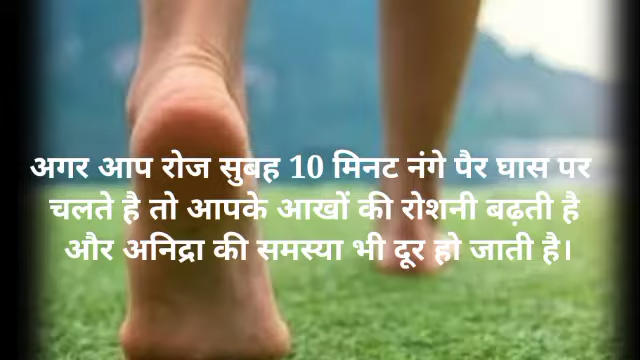 अगर आप रोज सुबह 10 मिनट नंगे पैर घास पर
चलते है तो आपके आखों की रोशनी बढ़ती है
और अनिद्रा की समस्या भी दूर हो जाती है।